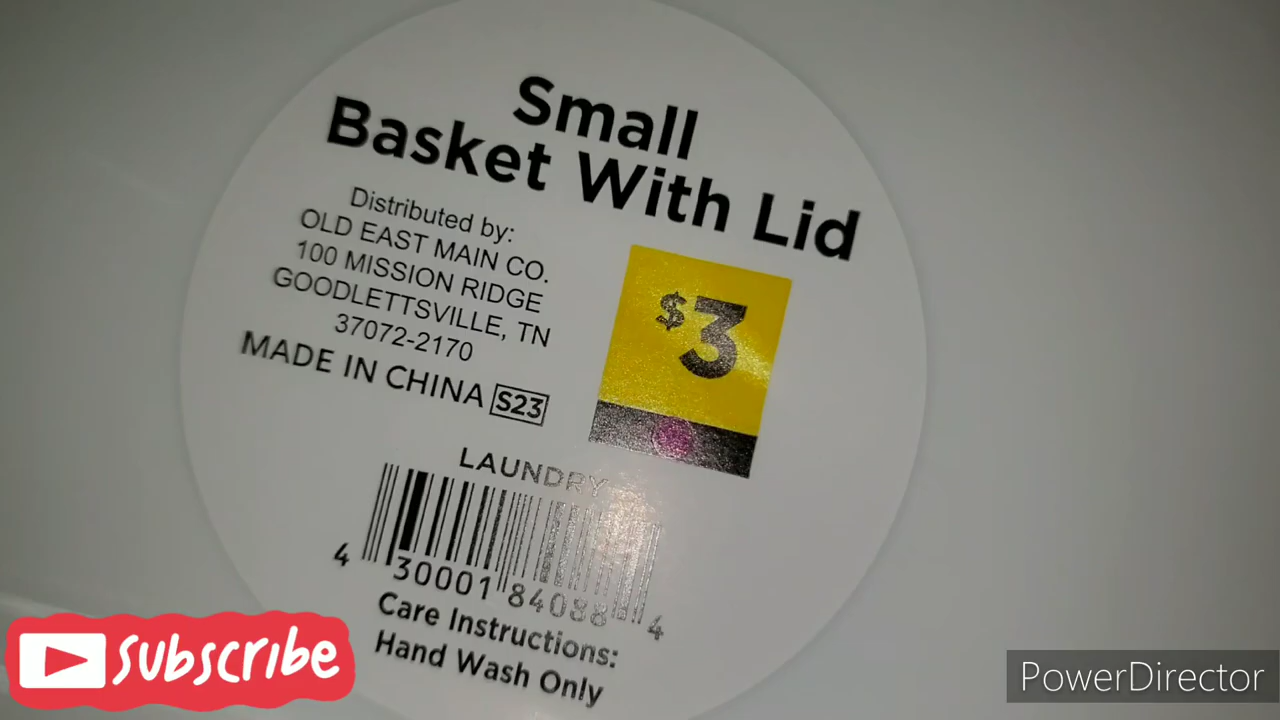 Small
Basket With Lid
Distributed by:
OLD EAST MAIN CO.
100 MISSION RIDGE
GOODLETTSVILLE, TN
37072-2170
MADE IN CHINA S23
$3
LAUNDRY
4 30001 84088 4
Care Instructions:
Hand Wash Only
Subscribe
PowerDirector